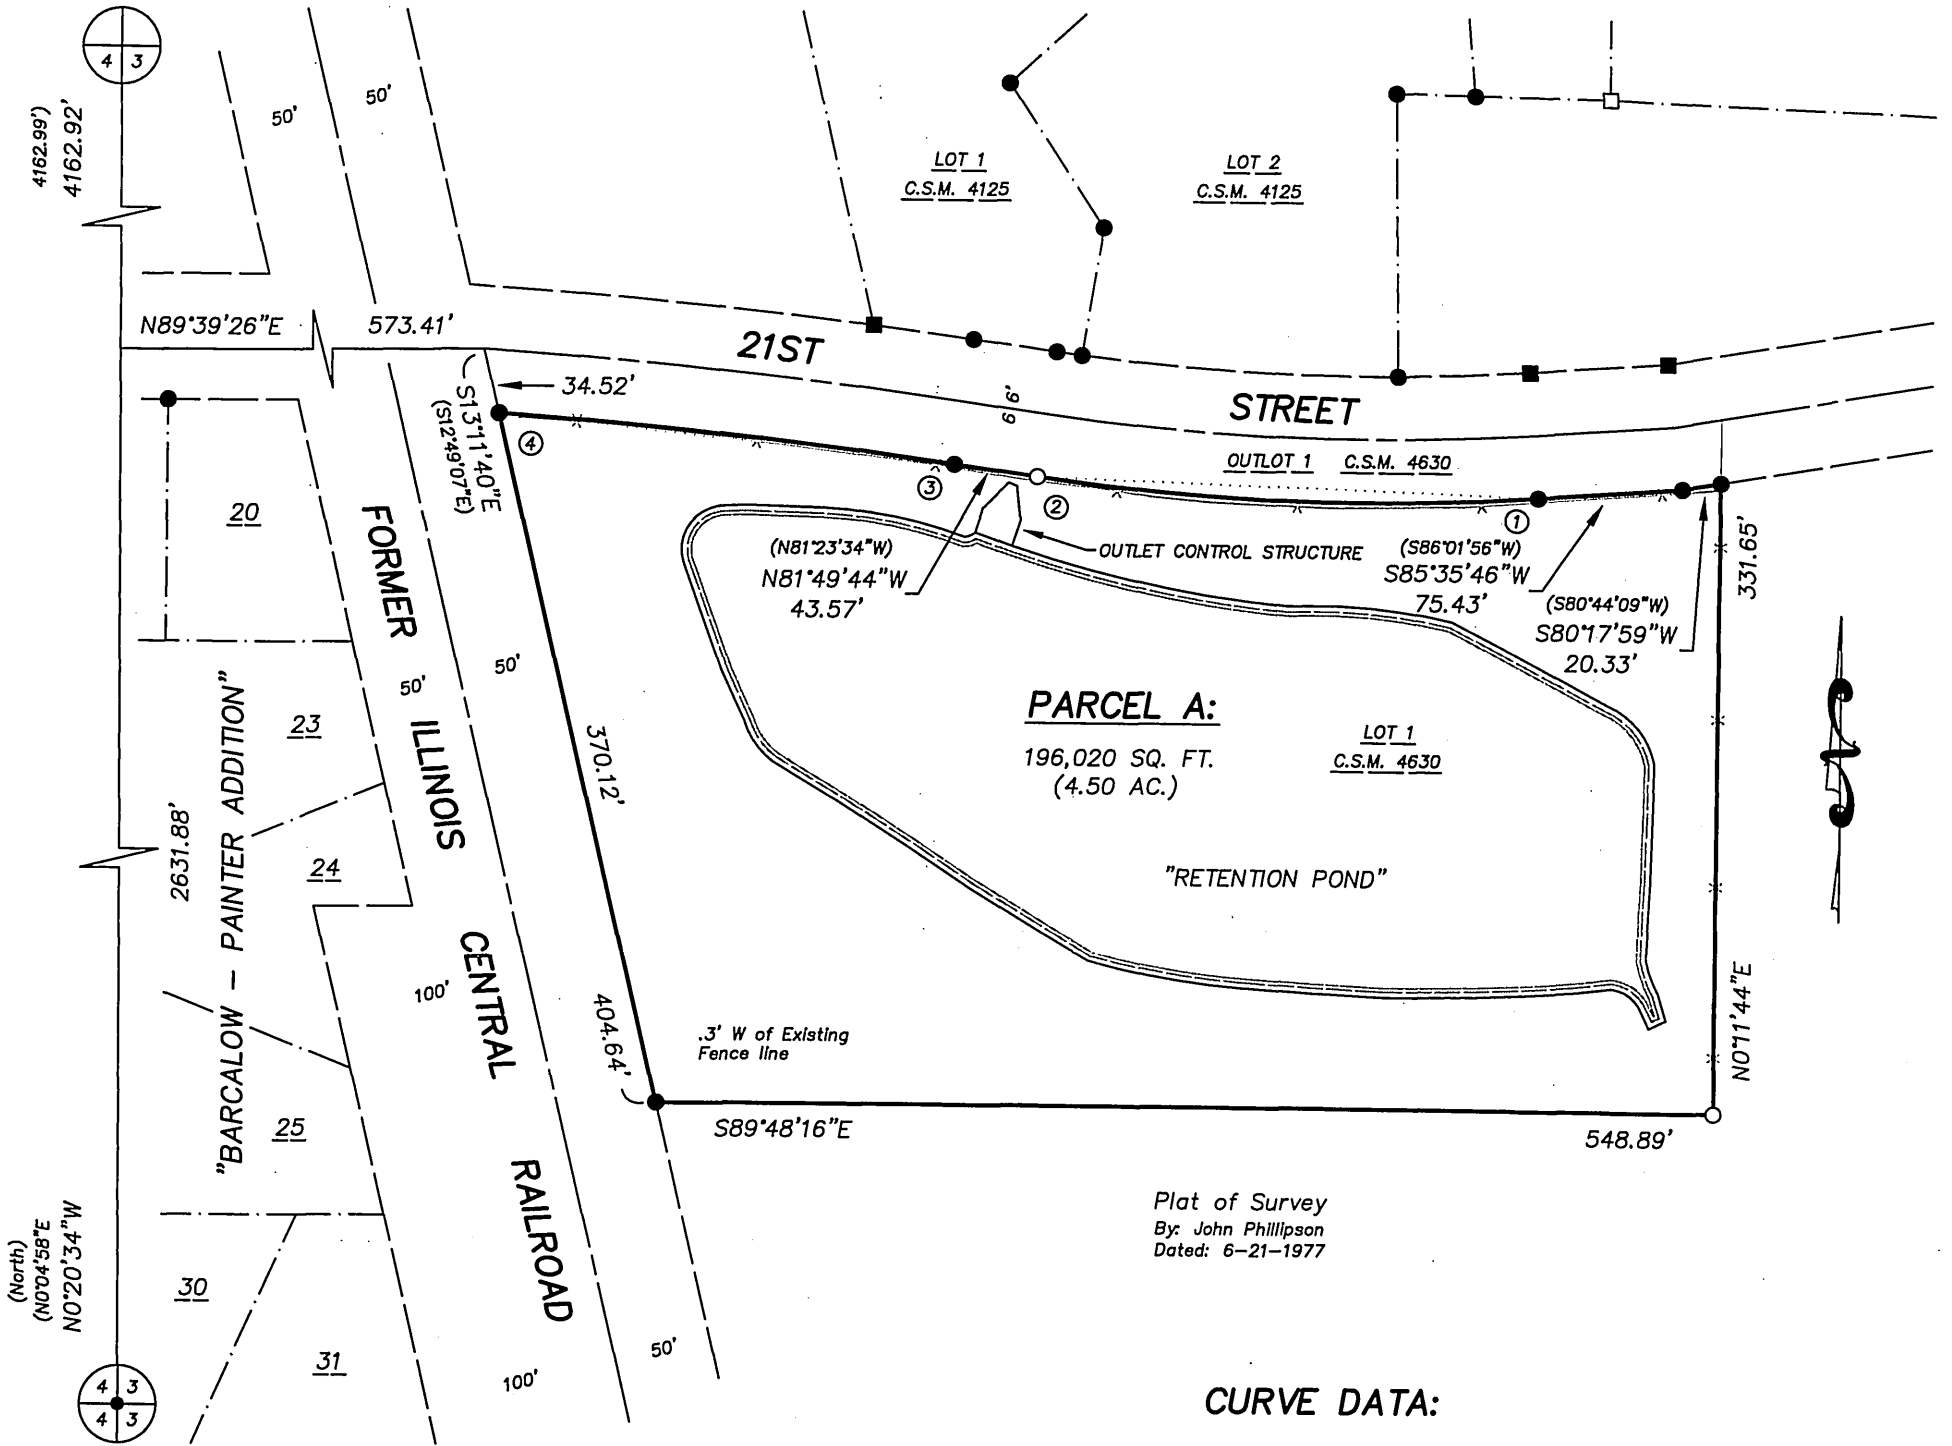 4 3
4162.99')
4162.92'
50'
50'
LOT 1
C.S.M. 4125
LOT 2
C.S.M. 4125
N89°39'26"E
573.41'
21ST
STREET
34.52'
66'
S13°11'40"E
(S12°49'07"E)
④
③
②
①
OUTLOT 1 C.S.M. 4630
20
(N81°23'34"W)
N81°49'44"W
43.57'
OUTLET CONTROL STRUCTURE
(S86°01'56"W)
S85°35'46"W
75.43'
(S80°44'09"W)
S80°17'59"W
20.33'
331.65'
FORMER ILLINOIS CENTRAL RAILROAD
50'
50'
23
"BARCALOW - PAINTER ADDITION"
2631.88'
24
370.12'
PARCEL A:
196,020 SQ. FT.
(4.50 AC.)
LOT 1
C.S.M. 4630
"RETENTION POND"
100'
404.64'
.3' W of Existing
Fence line
N0°11'44"E
25
S89°48'16"E
548.89'
(North)
(N0°04'58"E
N0°20'34"W
30
31
Plat of Survey
By: John Phillipson
Dated: 6-21-1977
50'
100'
4 3
4 3
CURVE DATA: